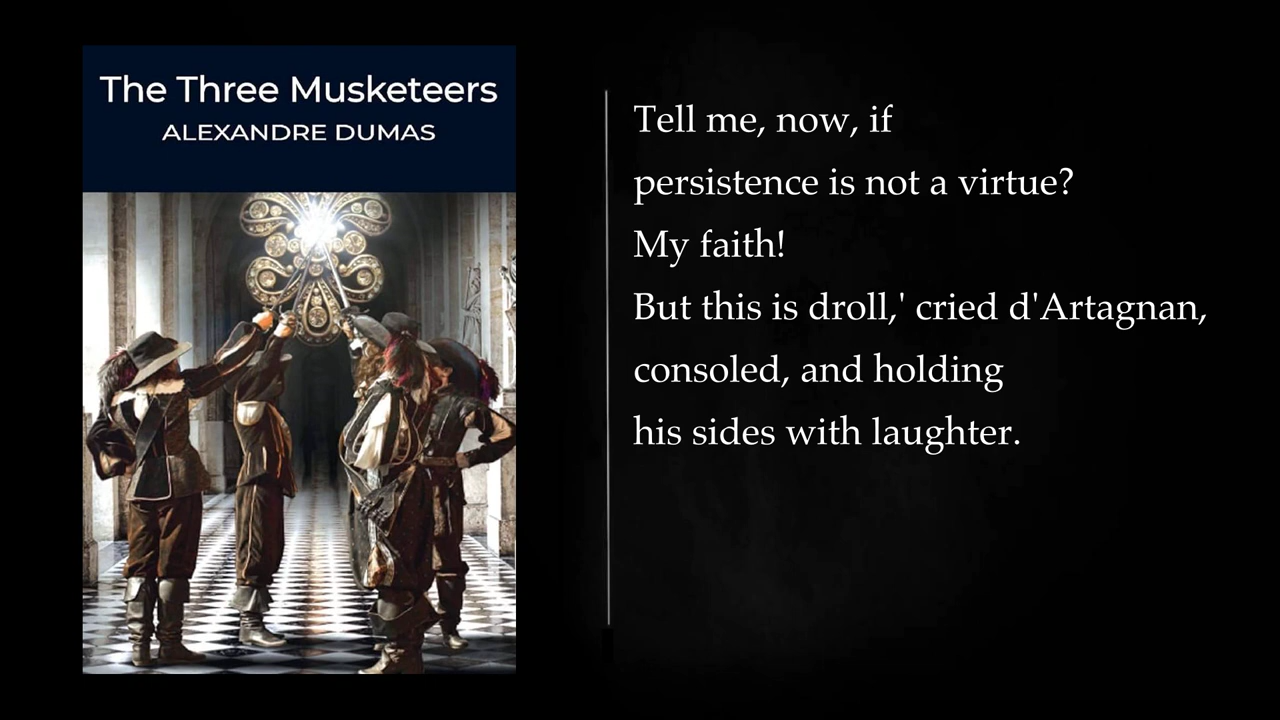 The Three Musketeers
ALEXANDRE DUMAS
Tell me, now, if
persistence is not a virtue?
My faith!
But this is droll,' cried d'Artagnan,
consoled, and holding
his sides with laughter.